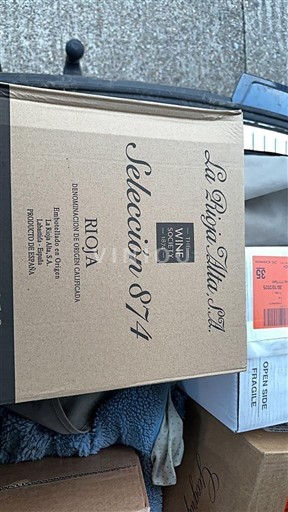 La Rioja Alta, S.A.
THE
WINE
SOCIETY
1874
Selección 874
RIOJA
DENOMINACION DE ORIGEN CALIFICADA
Embotellado en Origen
La Rioja Alta, S.A.
Labastida - España
PRODUCTO DE ESPAÑA
OPEN SIDE
FRAGILE